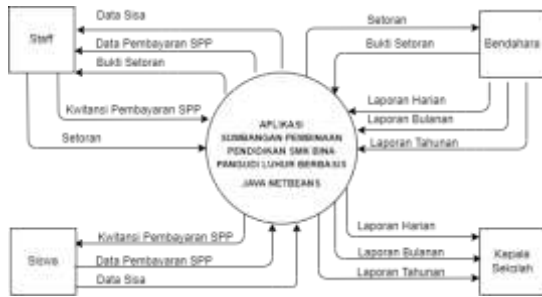 Staff
Data Sisa
Data Pembayaran SPP
Bukti Setoran
Kwitansi Pembayaran SPP
Setoran
Setoran
Bukti Setoran
Bendahara
Laporan Harian
Laporan Bulanan
Laporan Tahunan
APLIKASI
SUMBANGAN PEMBINAAN
PENDIDIKAN SMK BINA
PANGUDI LUHUR BERBASIS
JAVA NETBEANS
Siswa
Kwitansi Pembayaran SPP
Data Pembayaran SPP
Data Sisa
Laporan Harian
Laporan Bulanan
Laporan Tahunan
Kepala
Sekolah